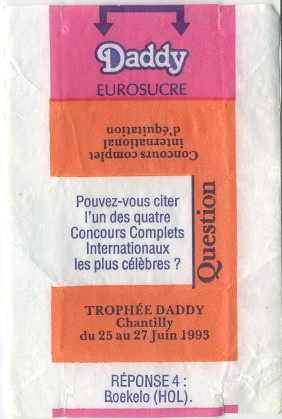 Daddy
EUROSUCRE
Concours complet
international
d'équitation
Pouvez-vous citer
l'un des quatre
Concours Complets
Internationaux
les plus célèbres ?
Question
TROPHÉE DADDY
Chantilly
du 25 au 27 Juin 1993
RÉPONSE 4 :
Boekelo (HOL).